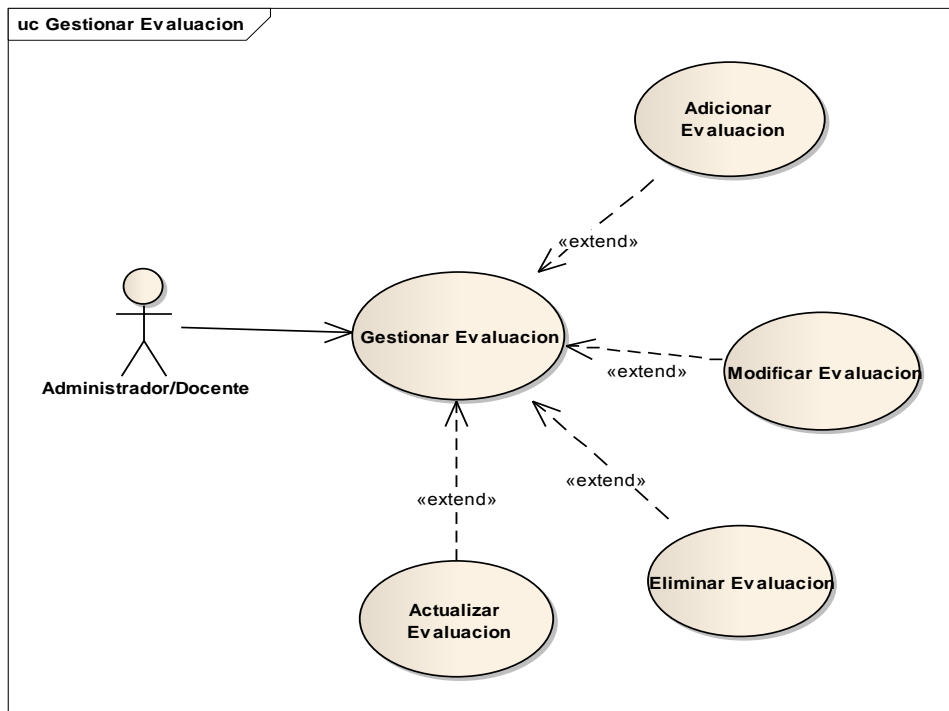 uc Gestionar Evaluacion
Adicionar
Evaluacion
«extend»
Gestionar Evaluacion
«extend»
Modificar Evaluacion
Administrador/Docente
«extend»
«extend»
Eliminar Evaluacion
Actualizar
Evaluacion